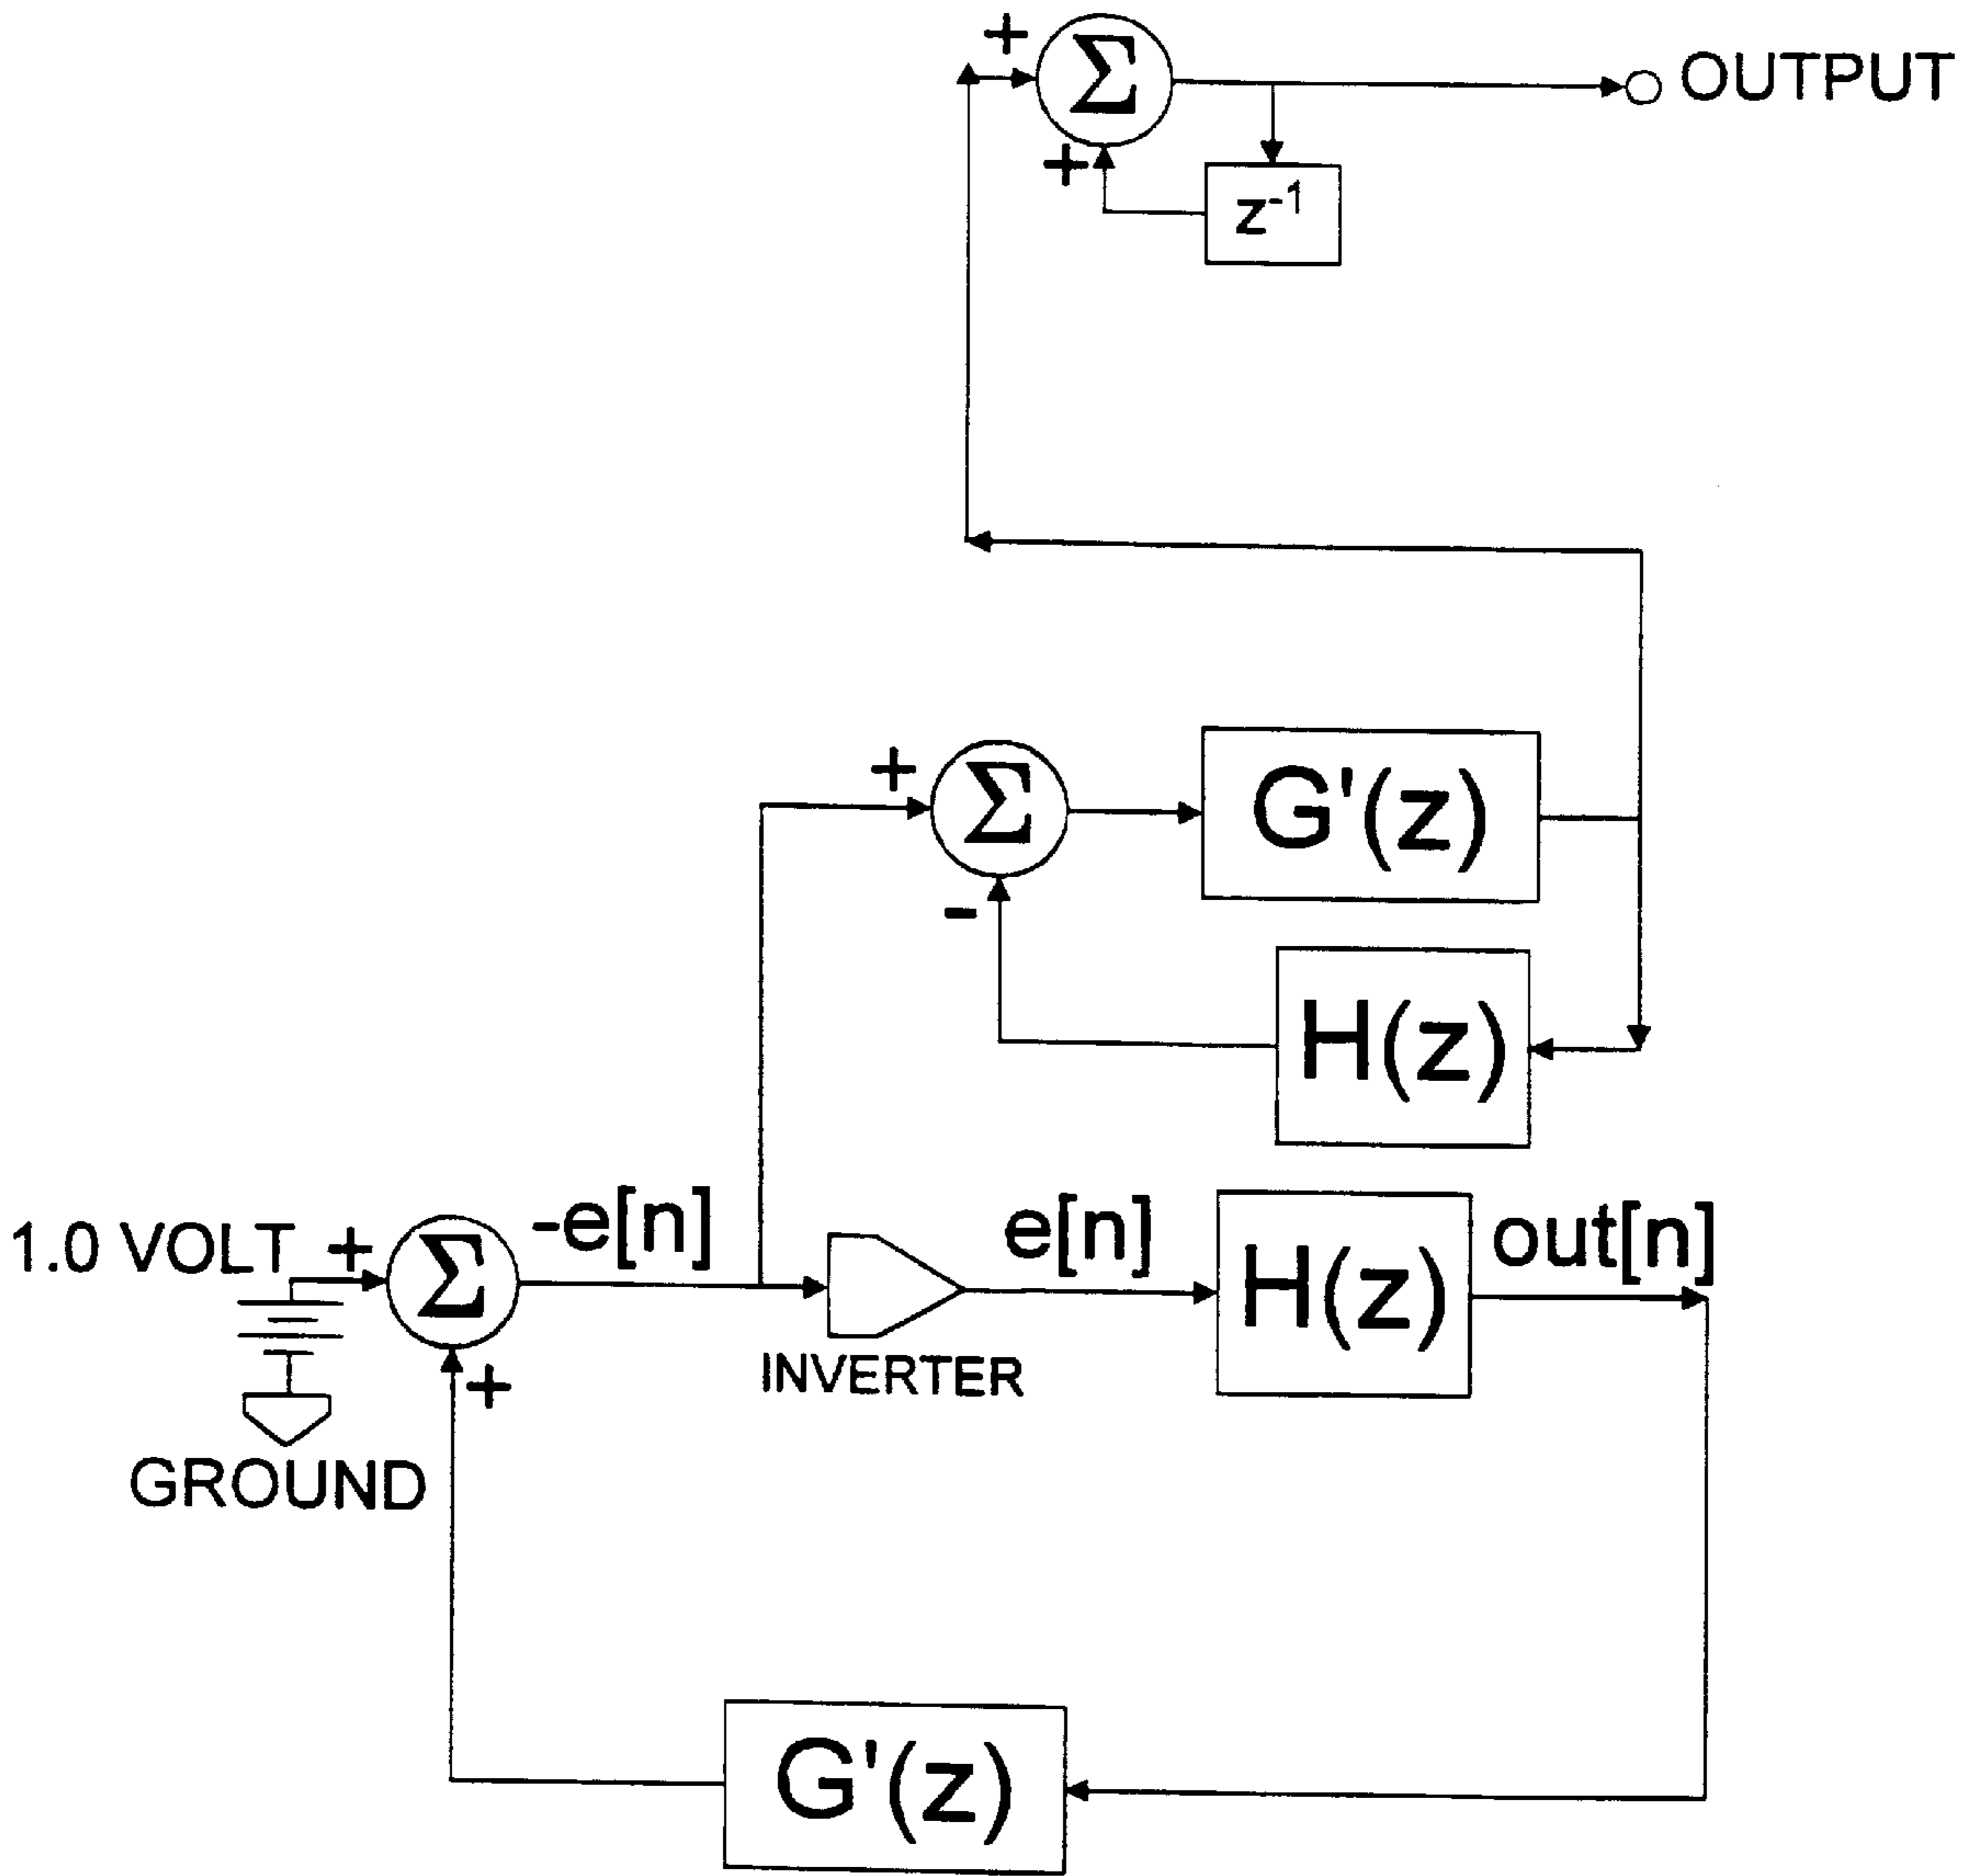 + Σ OUTPUT
+
z⁻¹
+ Σ G'(z)
-
H(z)
1.0 VOLT + Σ -e[n] e[n] H(z) out[n]
+
INVERTER
GROUND
G'(z)